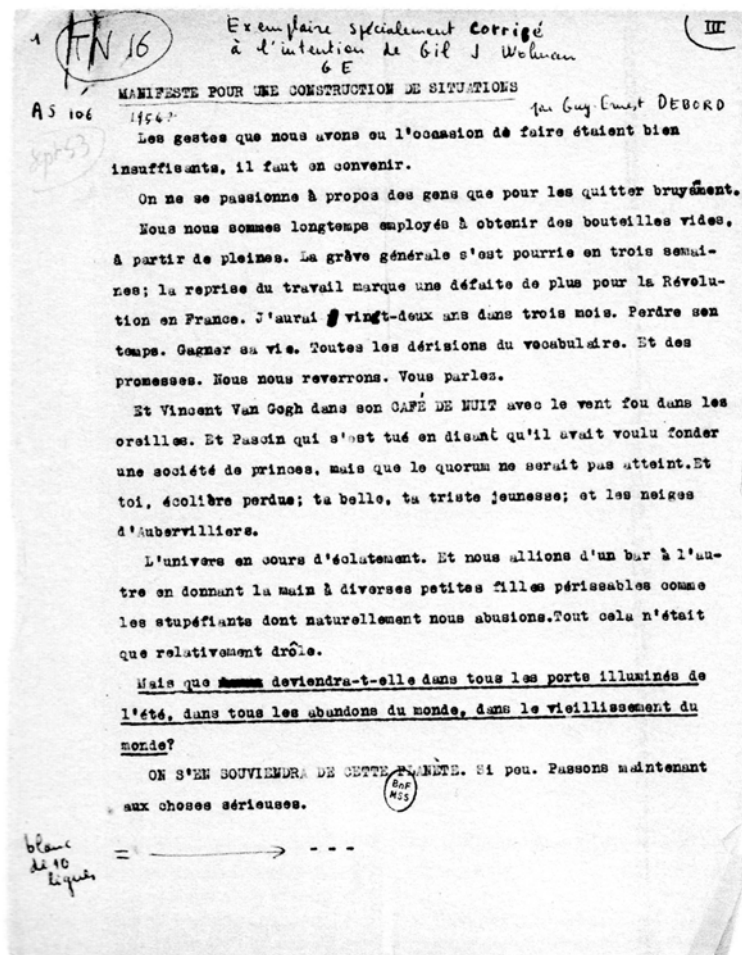 1
TN 16
Exemplaire spécialement corrigé
à l'intention de Gil J Wolman
G E
III
MANIFESTE POUR UNE CONSTRUCTION DE SITUATIONS
AS 106
par Guy-Ernest DEBORD
sept 53
Les gestes que nous avons eu l'occasion de faire étaient bien
insuffisants, il faut en convenir.
On ne se passionne à propos des gens que pour les quitter bruyament.
Nous nous sommes longtemps employés à obtenir des bouteilles vides,
à partir de pleines. La grève générale s'est pourrie en trois semai-
nes; la reprise du travail marque une défaite de plus pour la Révolu-
tion en France. J'aurai vingt-deux ans dans trois mois. Perdre son
temps. Gagner sa vie. Toutes les dérisions du vocabulaire. Et des
promesses. Nous nous reverrons. Vous parlez.
Et Vincent Van Gogh dans son CAFÉ DE NUIT avec le vent fou dans les
oreilles. Et Pascin qui s'est tué en disant qu'il avait voulu fonder
une société de princes, mais que le quorum ne serait pas atteint.Et
toi, écolière perdue; ta belle, ta triste jeunesse; et les neiges
d'Aubervilliers.
L'univers en cours d'éclatement. Et nous allions d'un bar à l'au-
tre en donnant la main à diverses petites filles périssables comme
les stupéfiants dont naturellement nous abusions.Tout cela n'était
que relativement drôle.
Mais que deviendra-t-elle dans tous les ports illuminés de
l'été, dans tous les abandons du monde, dans le vieillissement du
monde?
ON S'EN SOUVIENDRA DE CETTE PLANÈTE. Si peu. Passons maintenant
aux choses sérieuses.
BnF
MSS
blanc
de 10
lignes
= ---